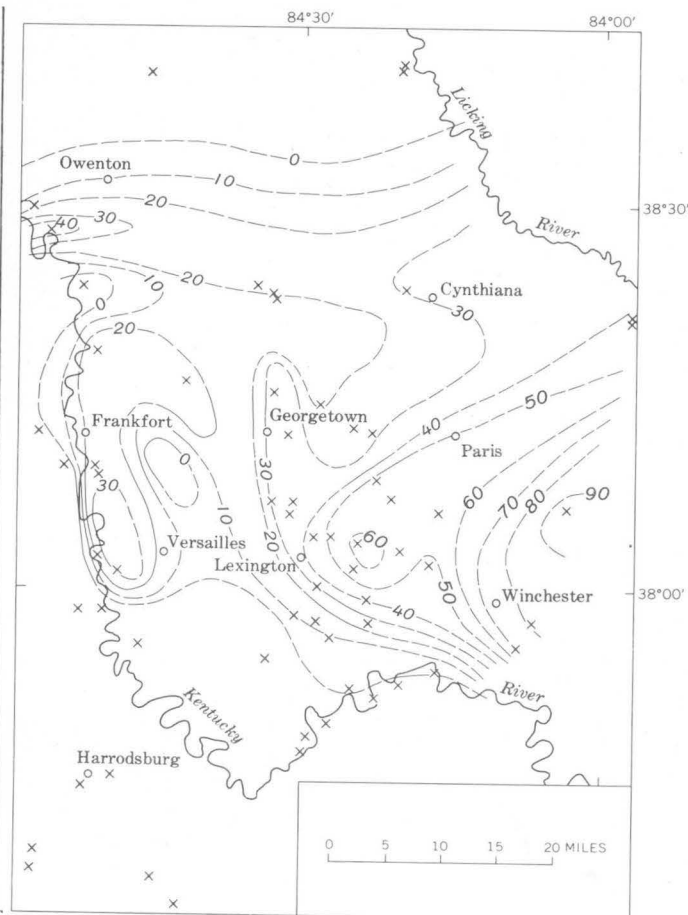 84°30′ 84°00′
Licking
0
Owenton
10
20
38°30′
40 30
River
20
10
0
Cynthiana
30
20
Georgetown
Frankfort
40
50
Paris
0
30
60
30
70
80
90
10
Versailles
20
60
Lexington
50
38°00′
Winchester
40
River
Kentucky
Harrodsburg
0 5 10 15 20 MILES